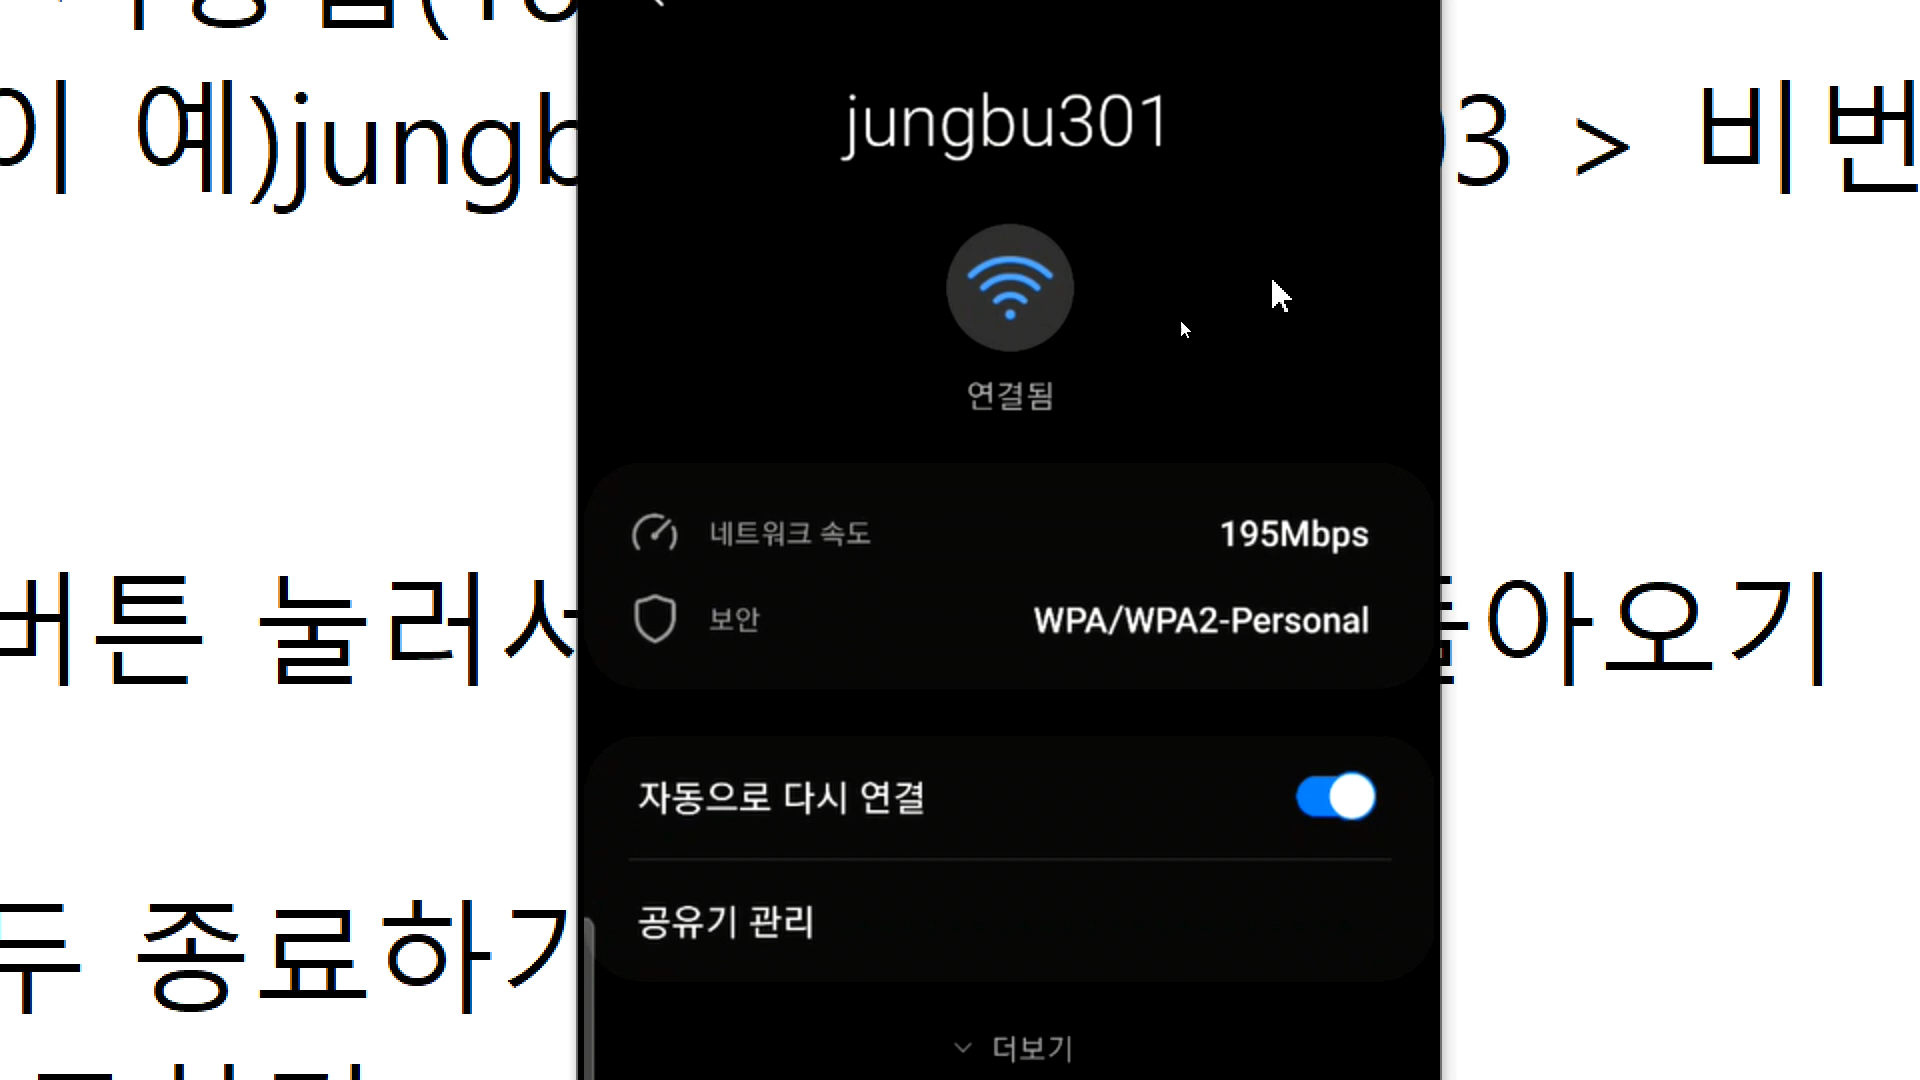 이 예)jungb
03 > 비번
jungbu301
연결됨
네트워크 속도 195Mbps
보안 WPA/WPA2-Personal
버튼 눌러서
돌아오기
자동으로 다시 연결
공유기 관리
두 종료하기
더보기